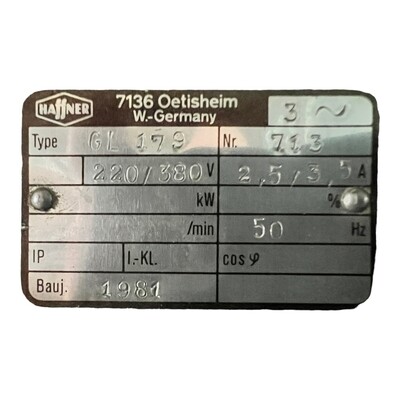 HAFFNER
7136 Oetisheim
W.-Germany
3 ~
Type GL 179 Nr. 713
220/380 V 2,5/3,5 A
kW %
/min 50 Hz
IP I.-KL. cos φ
Bauj. 1981